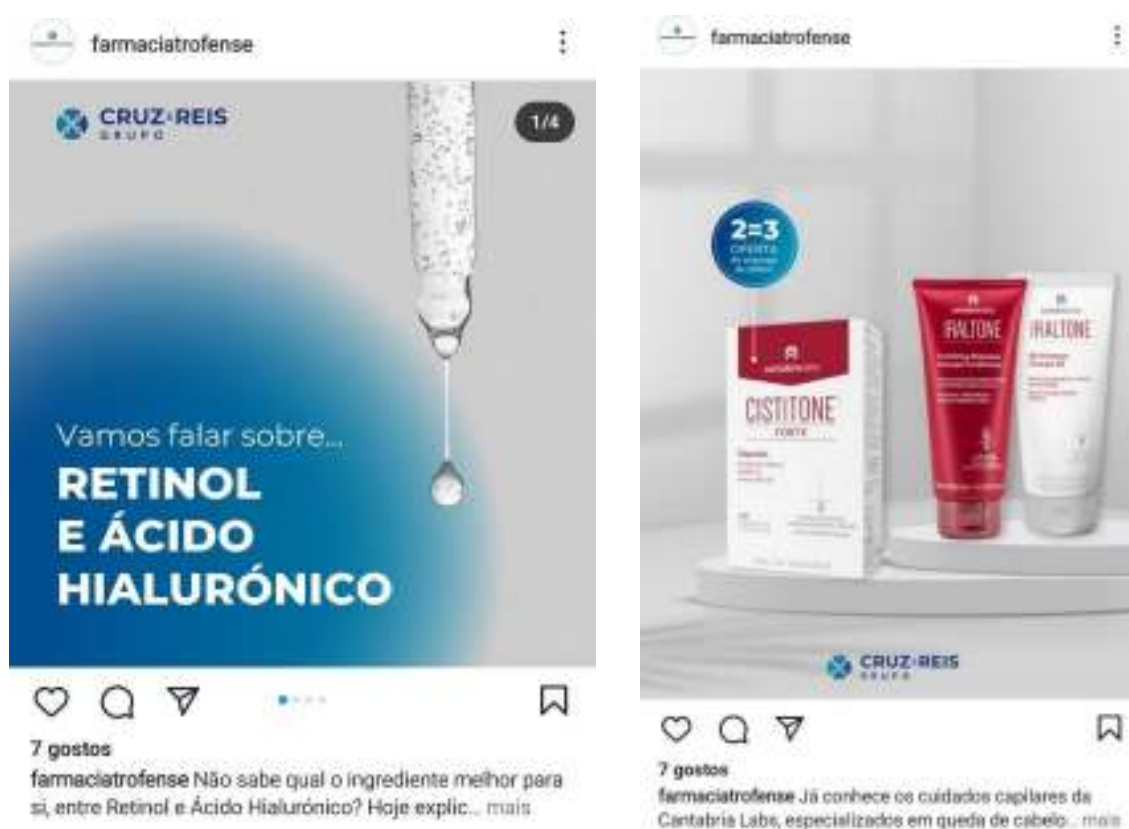 farmaciatrofense
CRUZ&REIS
GRUPO
1/4
Vamos falar sobre...
RETINOL
E ÁCIDO
HIALURÓNICO
7 gostos
farmaciatrofense Não sabe qual o ingrediente melhor para
si, entre Retinol e Ácido Hialurónico? Hoje explic... mais
farmaciatrofense
2=3
OFERTA
CISTITONE
FORTE
IRALTONE
IRALTONE
CRUZ&REIS
GRUPO
7 gostos
farmaciatrofense Já conhece os cuidados capilares da
Cantabria Labs, especializados em queda de cabelo... mais